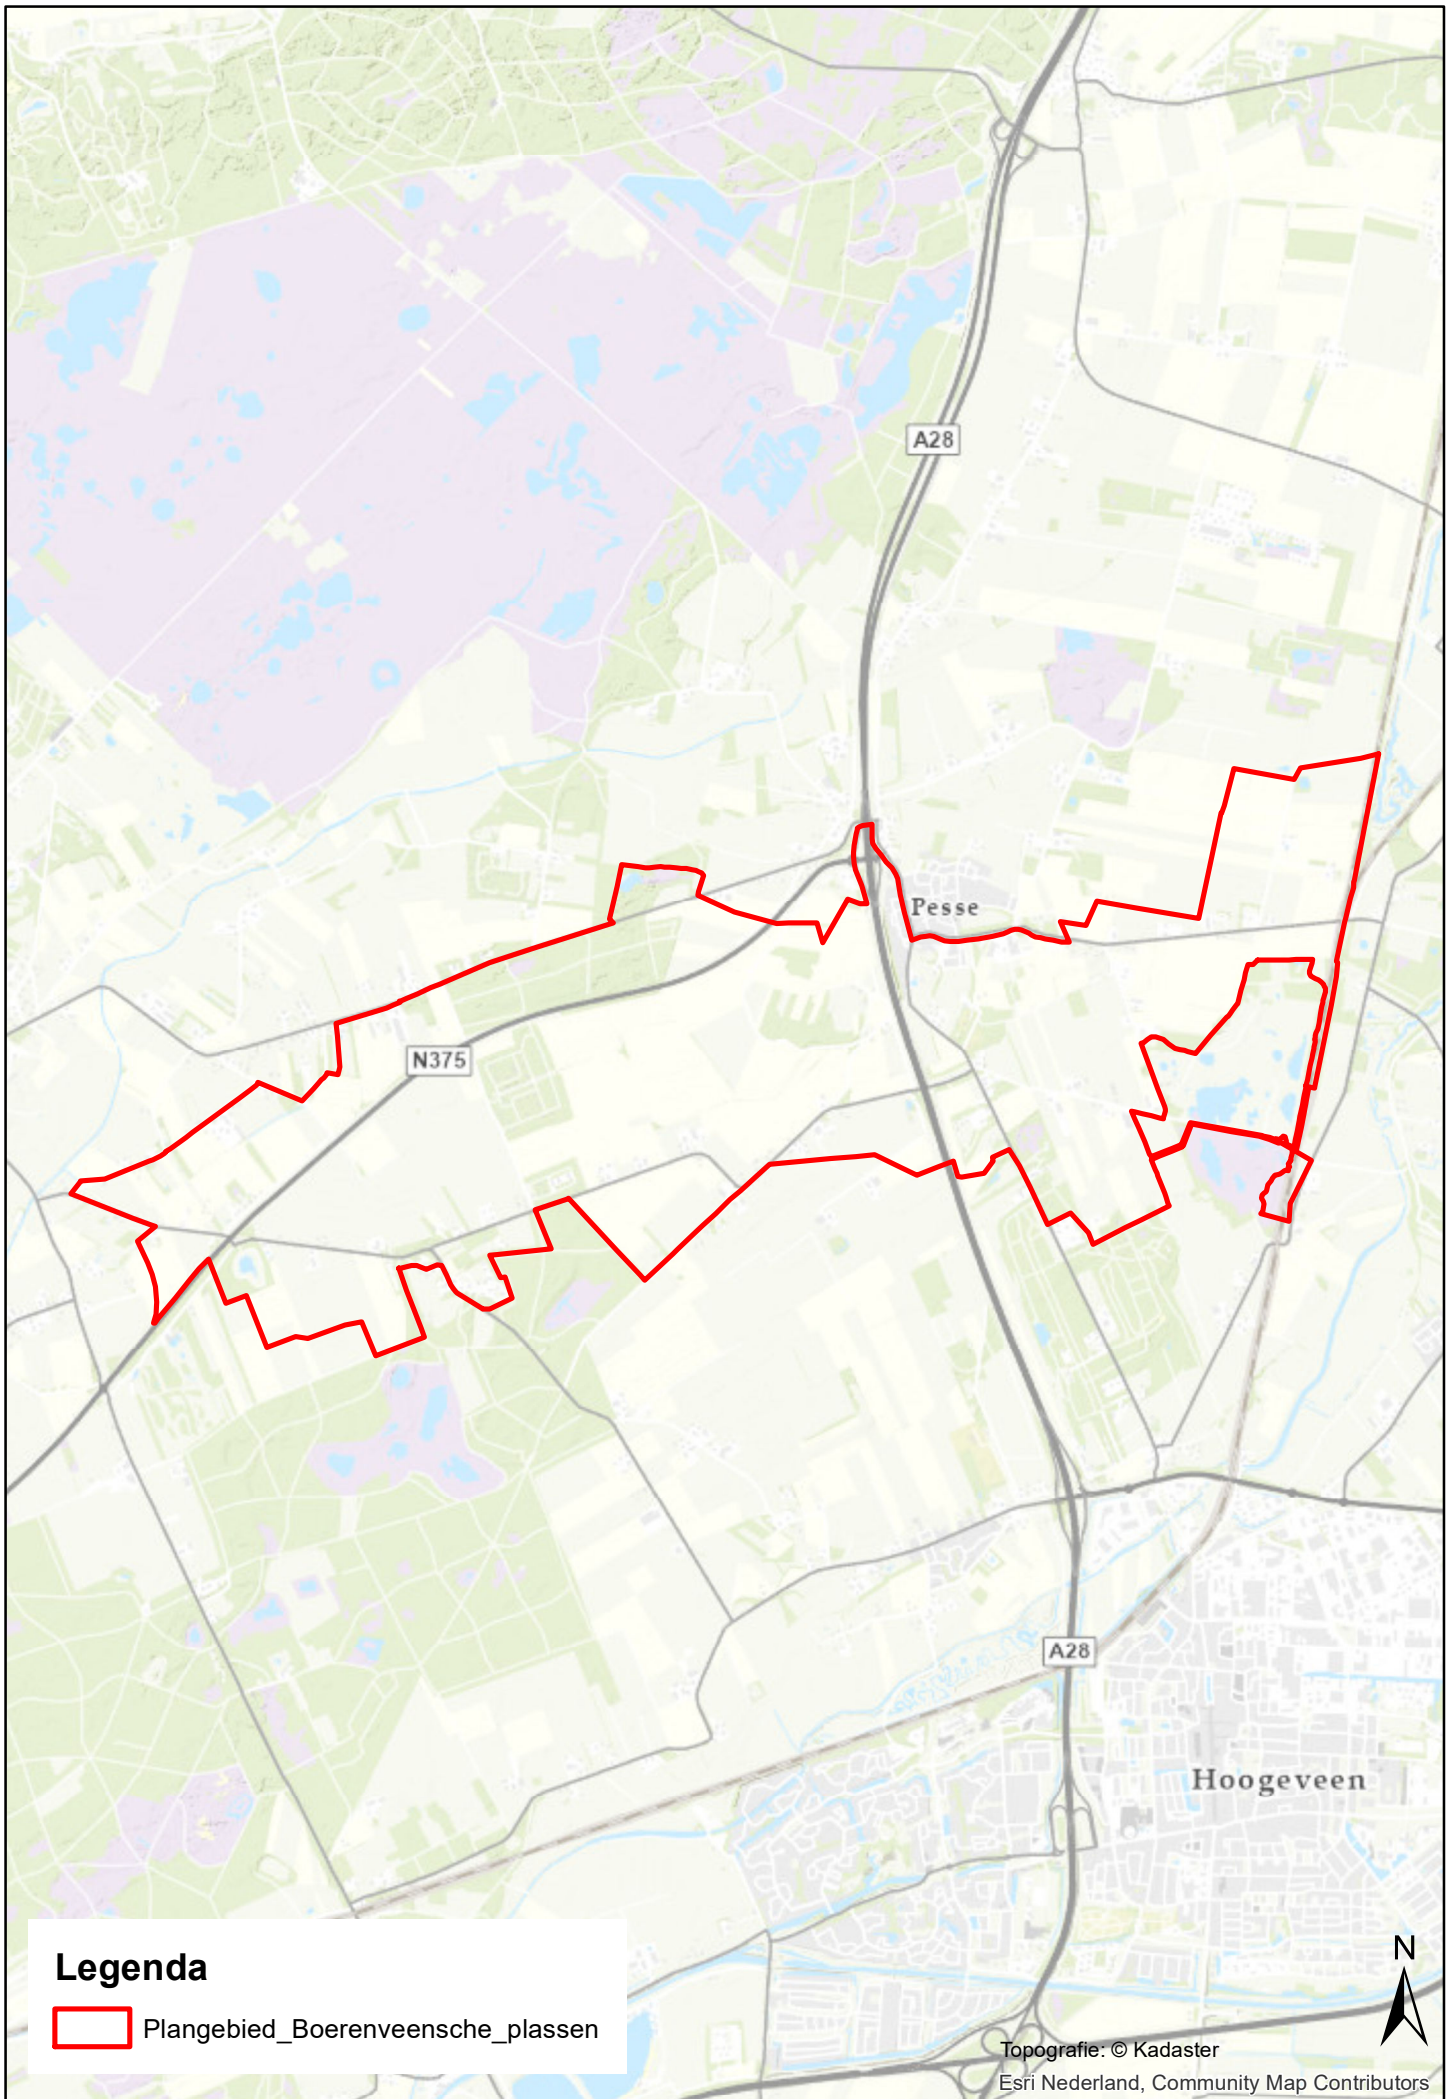 A28
Pesse
N375
A28
Hoogeveen
Legenda
Plangebied_Boerenveensche_plassen
N
Topografie: © Kadaster
Esri Nederland, Community Map Contributors